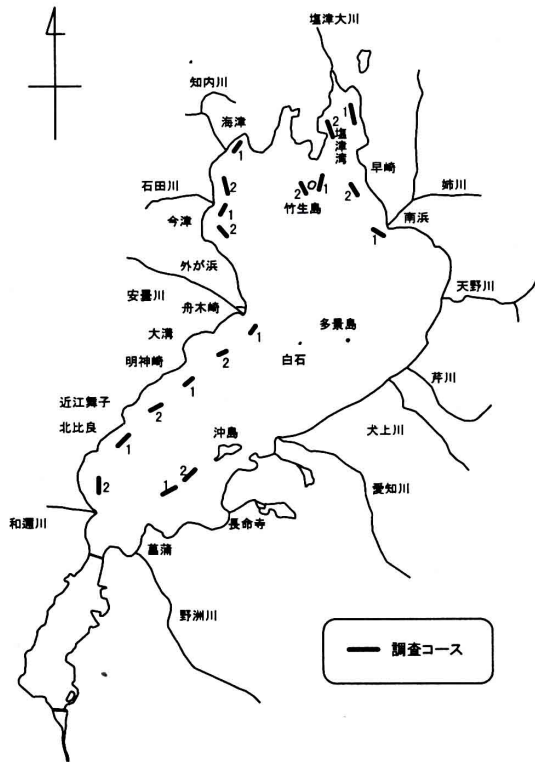 塩津大川
知内川
海津
1
1
2
塩津湾
早崎
石田川
2
1
2
竹生島
2
姉川
今津
1
2
南浜
1
外が浜
安曇川
天野川
舟木崎
大溝
1
多景島
白石
明神崎
2
芹川
1
近江舞子
2
北比良
1
沖島
犬上川
2
1
2
愛知川
和邇川
長命寺
菖蒲
野洲川
調査コース